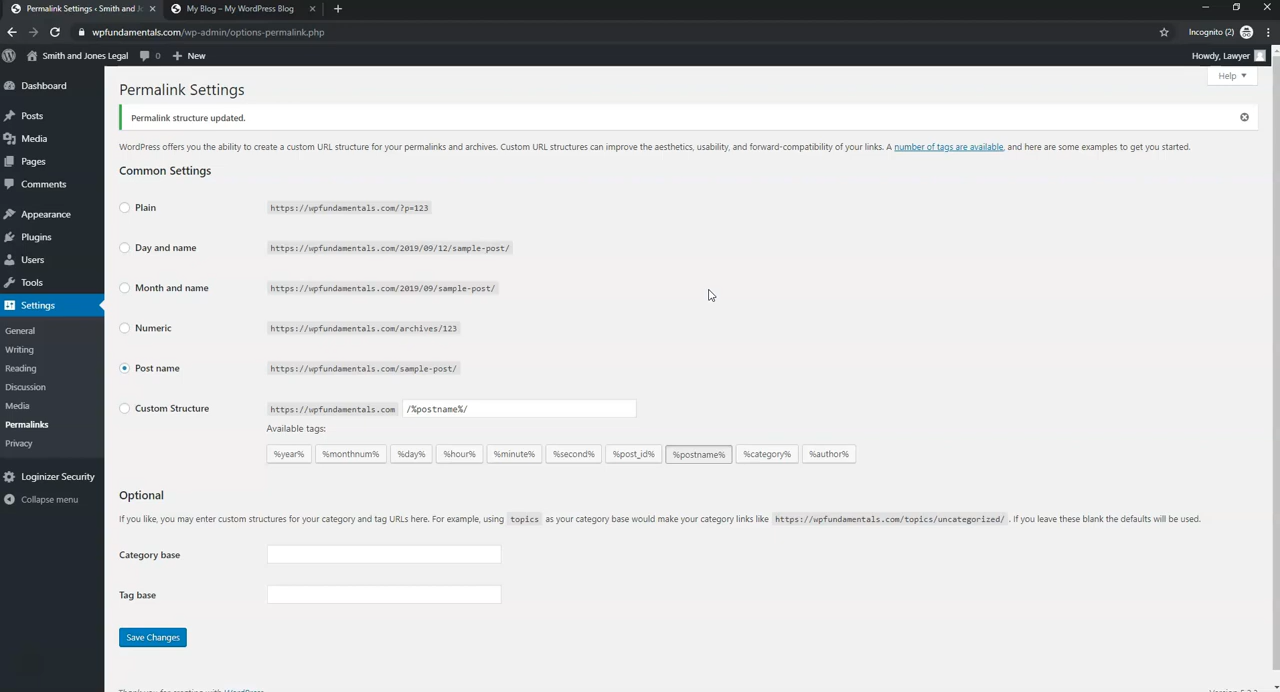 Permalink Settings ‹ Smith and Jo
My Blog – My WordPress Blog
wpfundamentals.com/wp-admin/options-permalink.php
Incognito (2)
Smith and Jones Legal
0
New
Howdy, Lawyer
Help
Dashboard
Posts
Media
Pages
Comments
Appearance
Plugins
Users
Tools
Settings
General
Writing
Reading
Discussion
Media
Permalinks
Privacy
Loginizer Security
Collapse menu
Permalink Settings
Permalink structure updated.
WordPress offers you the ability to create a custom URL structure for your permalinks and archives. Custom URL structures can improve the aesthetics, usability, and forward-compatibility of your links. A number of tags are available, and here are some examples to get you started.
Common Settings
Plain https://wpfundamentals.com/?p=123
Day and name https://wpfundamentals.com/2019/09/12/sample-post/
Month and name https://wpfundamentals.com/2019/09/sample-post/
Numeric https://wpfundamentals.com/archives/123
Post name https://wpfundamentals.com/sample-post/
Custom Structure https://wpfundamentals.com /%postname%/
Available tags:
%year% %monthnum% %day% %hour% %minute% %second% %post_id% %postname% %category% %author%
Optional
If you like, you may enter custom structures for your category and tag URLs here. For example, using topics as your category base would make your category links like https://wpfundamentals.com/topics/uncategorized/ . If you leave these blank the defaults will be used.
Category base
Tag base
Save Changes